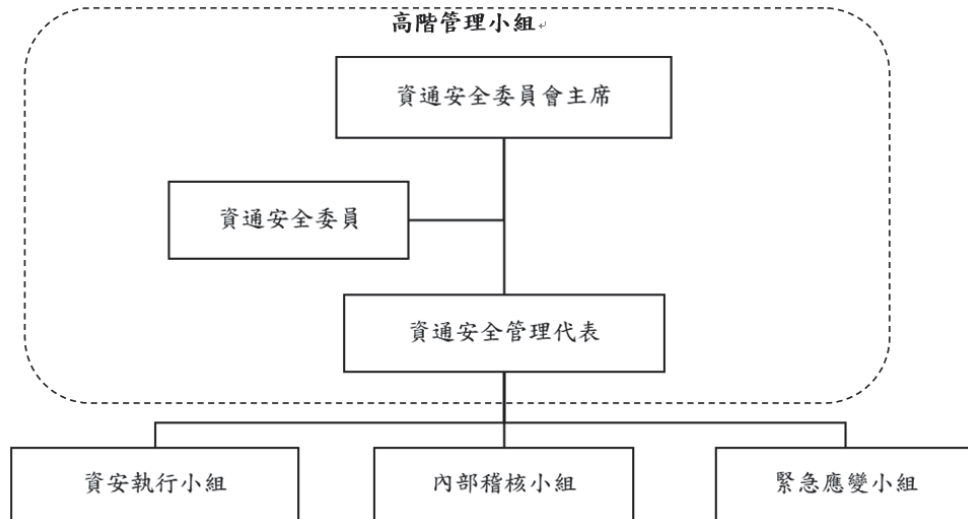 高階管理小組
資通安全委員會主席
資通安全委員
資通安全管理代表
資安執行小組
內部稽核小組
緊急應變小組